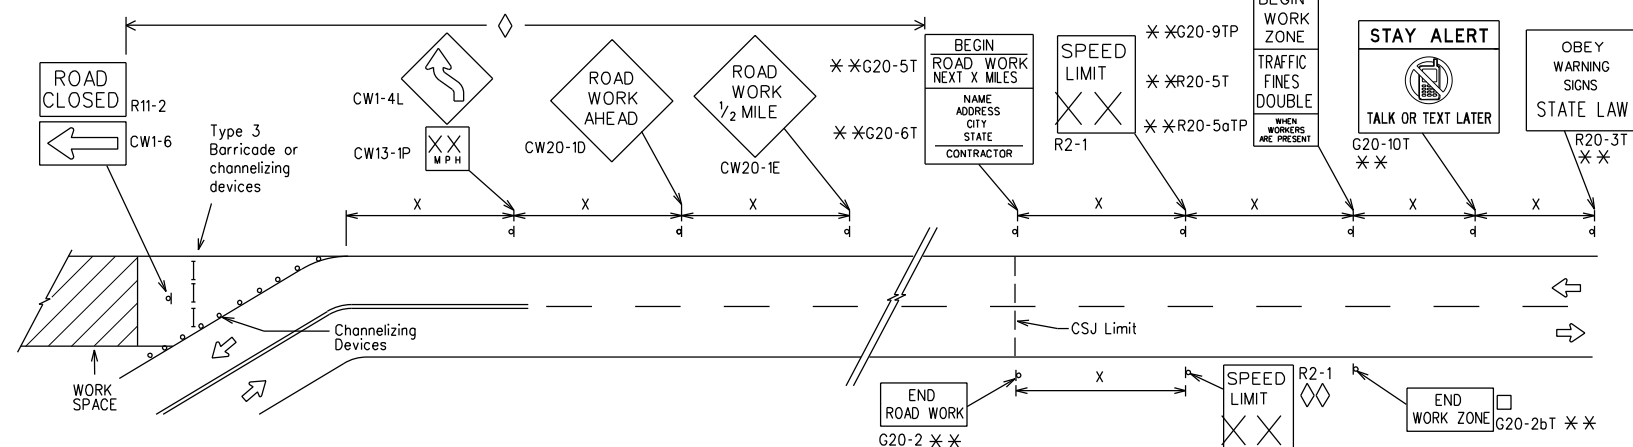 ROAD
CLOSED
R11-2
CW1-6
Type 3
Barricade or
channelizing
devices
CW1-4L
XX
MPH
CW13-1P
ROAD
WORK
AHEAD
CW20-1D
ROAD
WORK
1/2 MILE
CW20-1E
**G20-5T
**G20-6T
BEGIN
ROAD WORK
NEXT X MILES
NAME
ADDRESS
CITY
STATE
CONTRACTOR
SPEED
LIMIT
X X
R2-1
**G20-9TP
**R20-5T
**R20-5aTP
BEGIN
WORK
ZONE
TRAFFIC
FINES
DOUBLE
WHEN
WORKERS
ARE PRESENT
STAY ALERT
TALK OR TEXT LATER
G20-10T
**
OBEY
WARNING
SIGNS
STATE LAW
R20-3T
**
X X X X X X X
Channelizing
Devices
WORK
SPACE
CSJ Limit
END
ROAD WORK
G20-2 **
X
SPEED
LIMIT
X X
R2-1
END
WORK ZONE
G20-2bT **